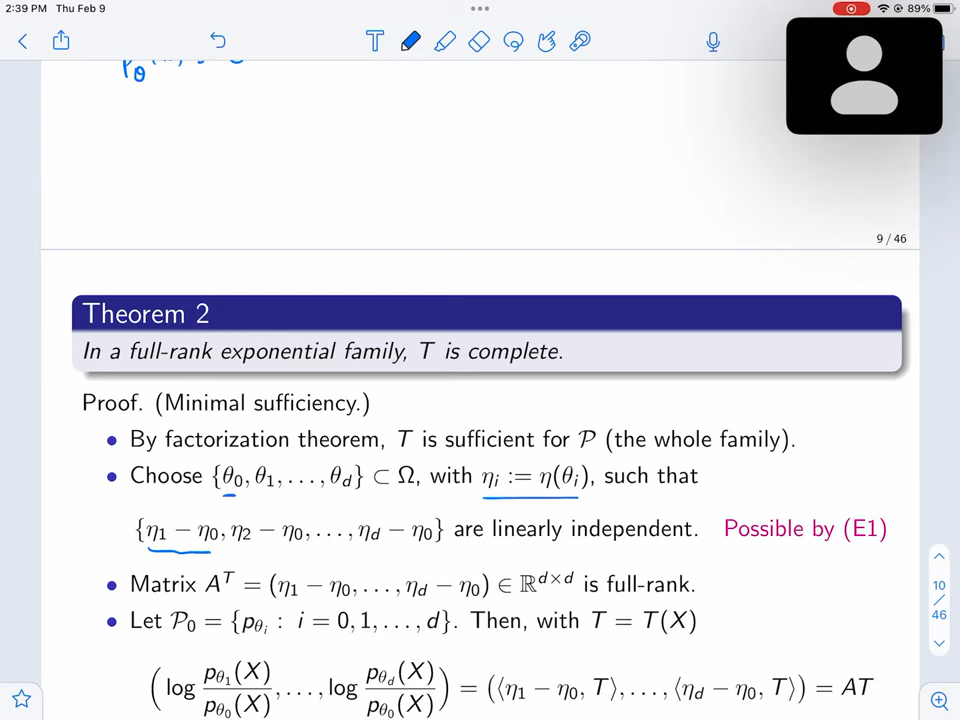 2:39 PM Thu Feb 9
89%
9 / 46
Theorem 2
In a full-rank exponential family, T is complete.
Proof. (Minimal sufficiency.)
• By factorization theorem, T is sufficient for 𝒫 (the whole family).
• Choose {θ₀, θ₁, . . . , θ_d} ⊂ Ω, with η_i := η(θ_i), such that
{η₁ − η₀, η₂ − η₀, . . . , η_d − η₀} are linearly independent. Possible by (E1)
• Matrix A^T = (η₁ − η₀, . . . , η_d − η₀) ∈ ℝ^{d×d} is full-rank.
• Let 𝒫₀ = {p_{θ_i} : i = 0, 1, . . . , d}. Then, with T = T(X)
(log p_{θ₁}(X)/p_{θ₀}(X), . . . , log p_{θ_d}(X)/p_{θ₀}(X)) = (⟨η₁ − η₀, T⟩, . . . , ⟨η_d − η₀, T⟩) = AT
10
/
46